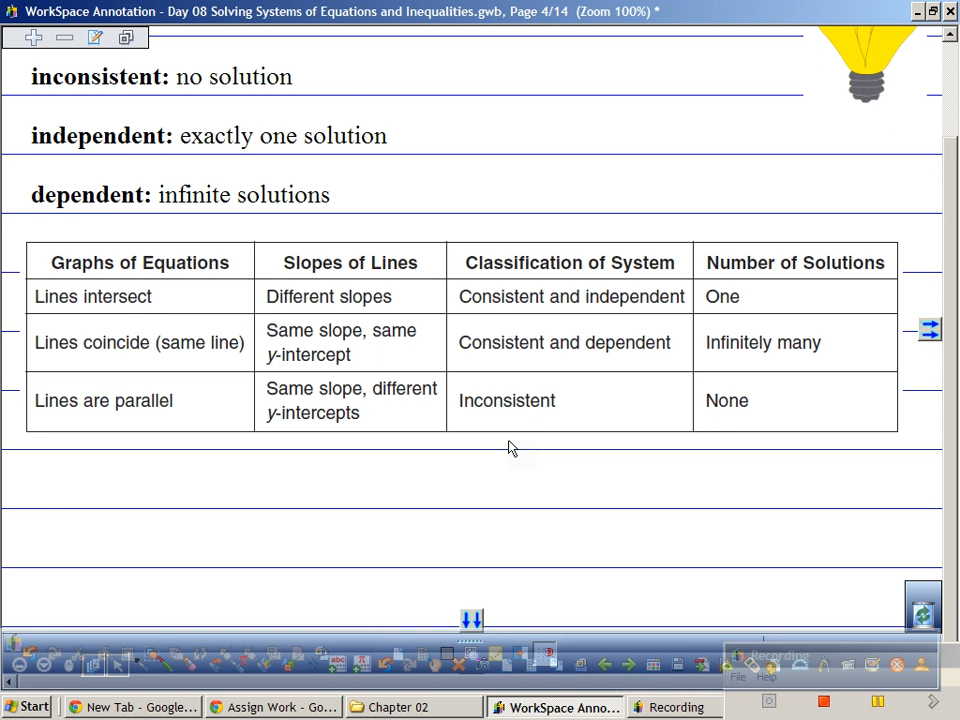 WorkSpace Annotation - Day 08 Solving Systems of Equations and Inequalities.gwb, Page 4/14 (Zoom 100%) *
inconsistent: no solution
independent: exactly one solution
dependent: infinite solutions
Graphs of Equations Slopes of Lines Classification of System Number of Solutions
Lines intersect Different slopes Consistent and independent One
Lines coincide (same line) Same slope, same y-intercept Consistent and dependent Infinitely many
Lines are parallel Same slope, different y-intercepts Inconsistent None
Recording
File Help
Start New Tab - Google... Assign Work - Go... Chapter 02 WorkSpace Anno... Recording